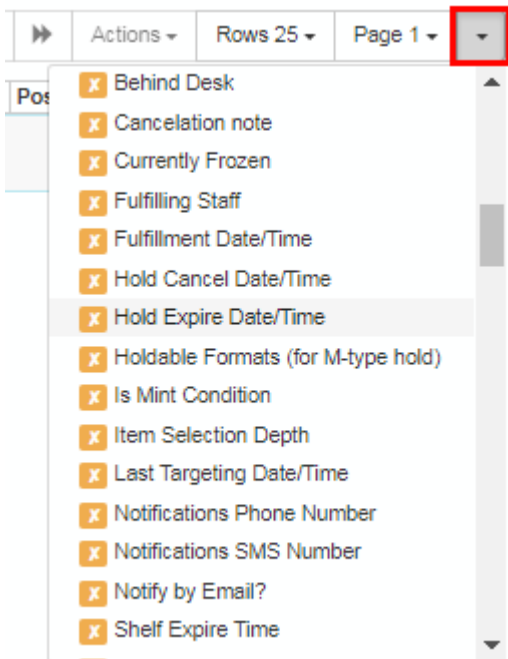 Actions Rows 25 Page 1
Pos
x Behind Desk
x Cancelation note
x Currently Frozen
x Fulfilling Staff
x Fulfillment Date/Time
x Hold Cancel Date/Time
x Hold Expire Date/Time
x Holdable Formats (for M-type hold)
x Is Mint Condition
x Item Selection Depth
x Last Targeting Date/Time
x Notifications Phone Number
x Notifications SMS Number
x Notify by Email?
x Shelf Expire Time